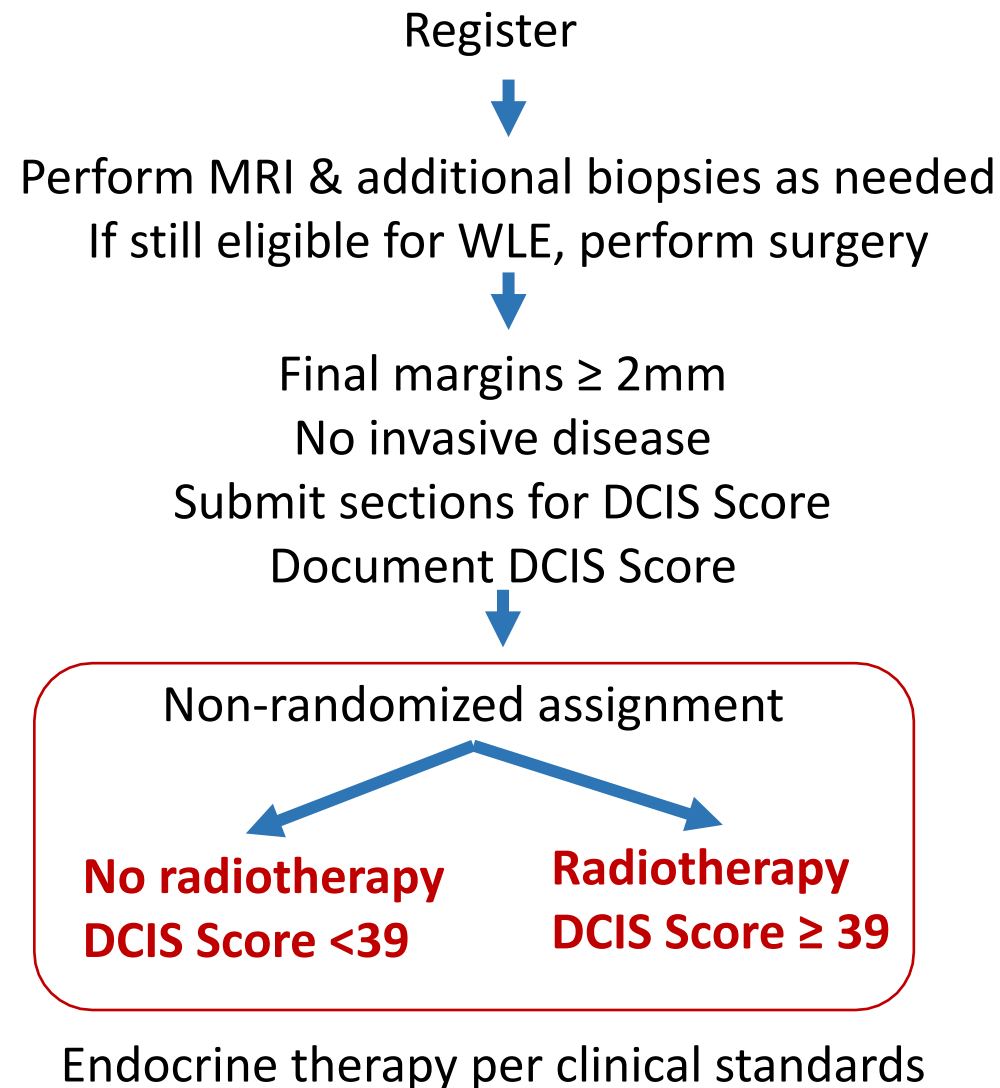 Register
Perform MRI & additional biopsies as needed
If still eligible for WLE, perform surgery
Final margins ≥ 2mm
No invasive disease
Submit sections for DCIS Score
Document DCIS Score
Non-randomized assignment
No radiotherapy
DCIS Score <39
Radiotherapy
DCIS Score ≥ 39
Endocrine therapy per clinical standards